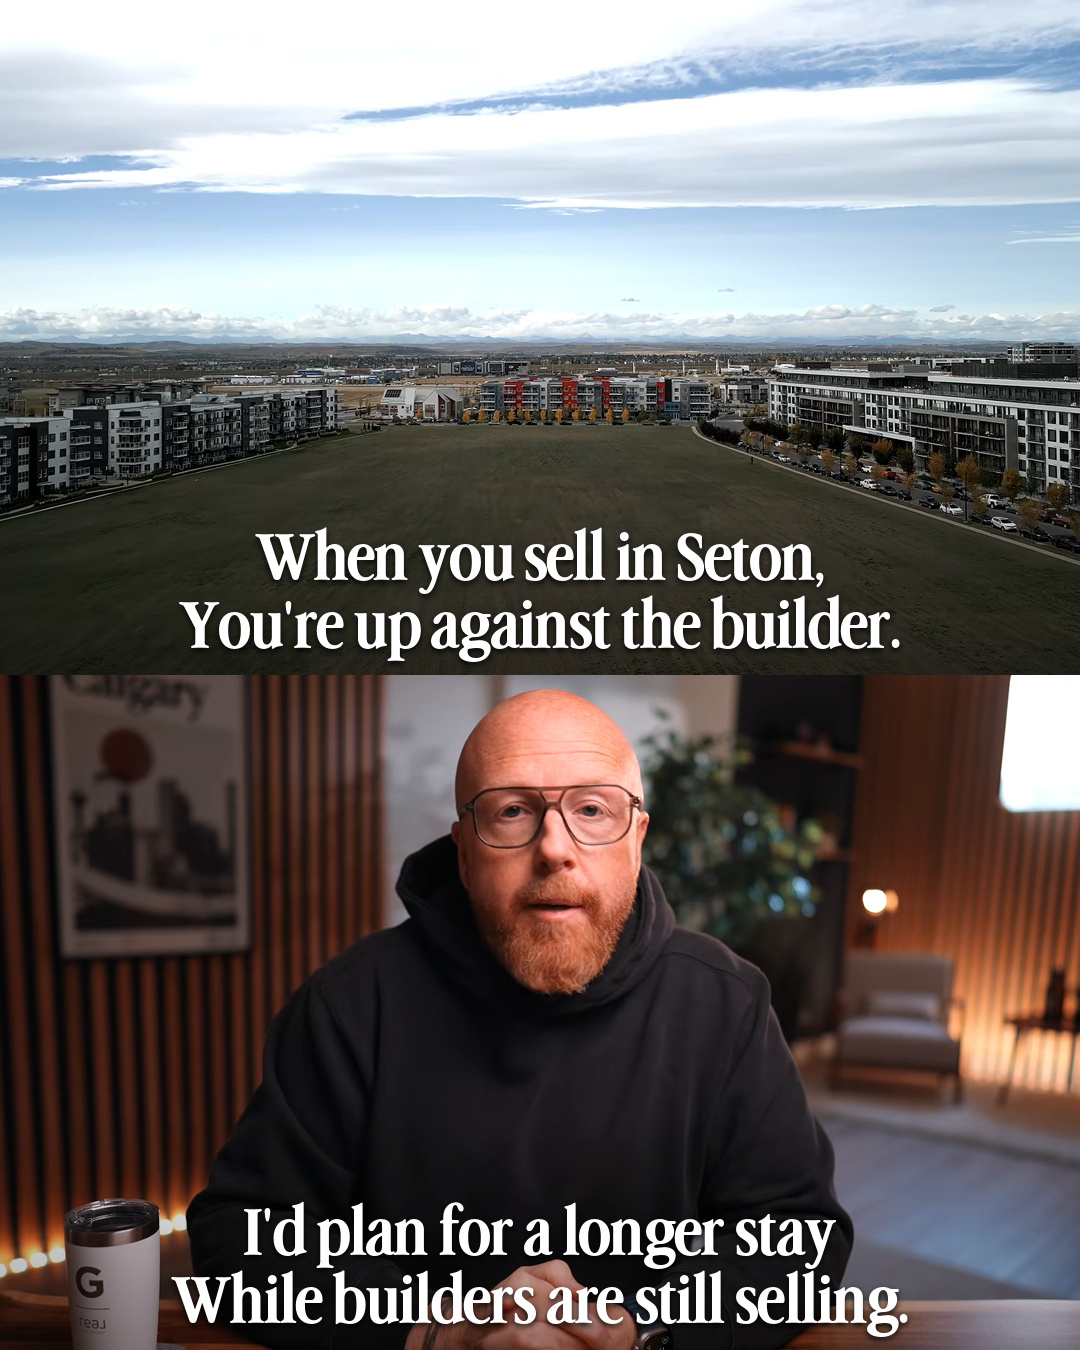 When you sell in Seton,
You're up against the builder.
Calgary
I'd plan for a longer stay
While builders are still selling.
G
real